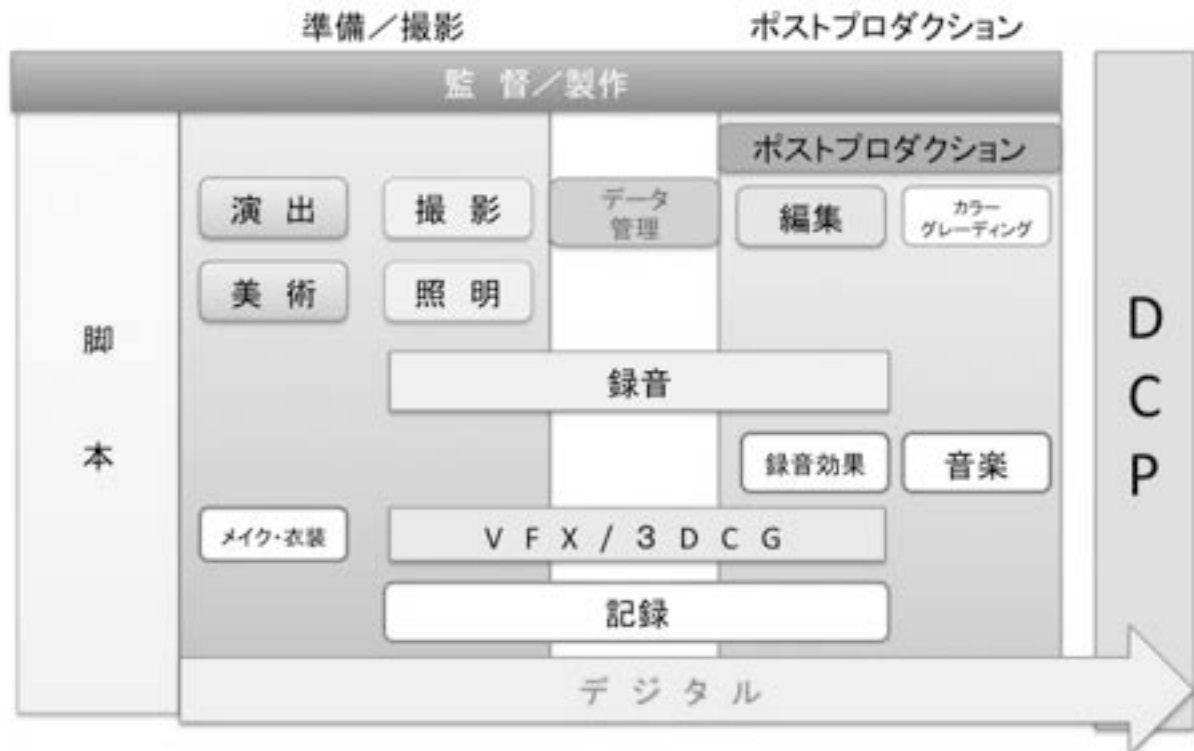 準備／撮影
ポストプロダクション
監 督／製作
ポストプロダクション
演 出
撮 影
データ
管理
編集
カラー
グレーディング
美 術
照 明
脚
本
録音
録音効果
音楽
メイク・衣装
V F X / 3 D C G
記録
デ ジ タ ル
D
C
P